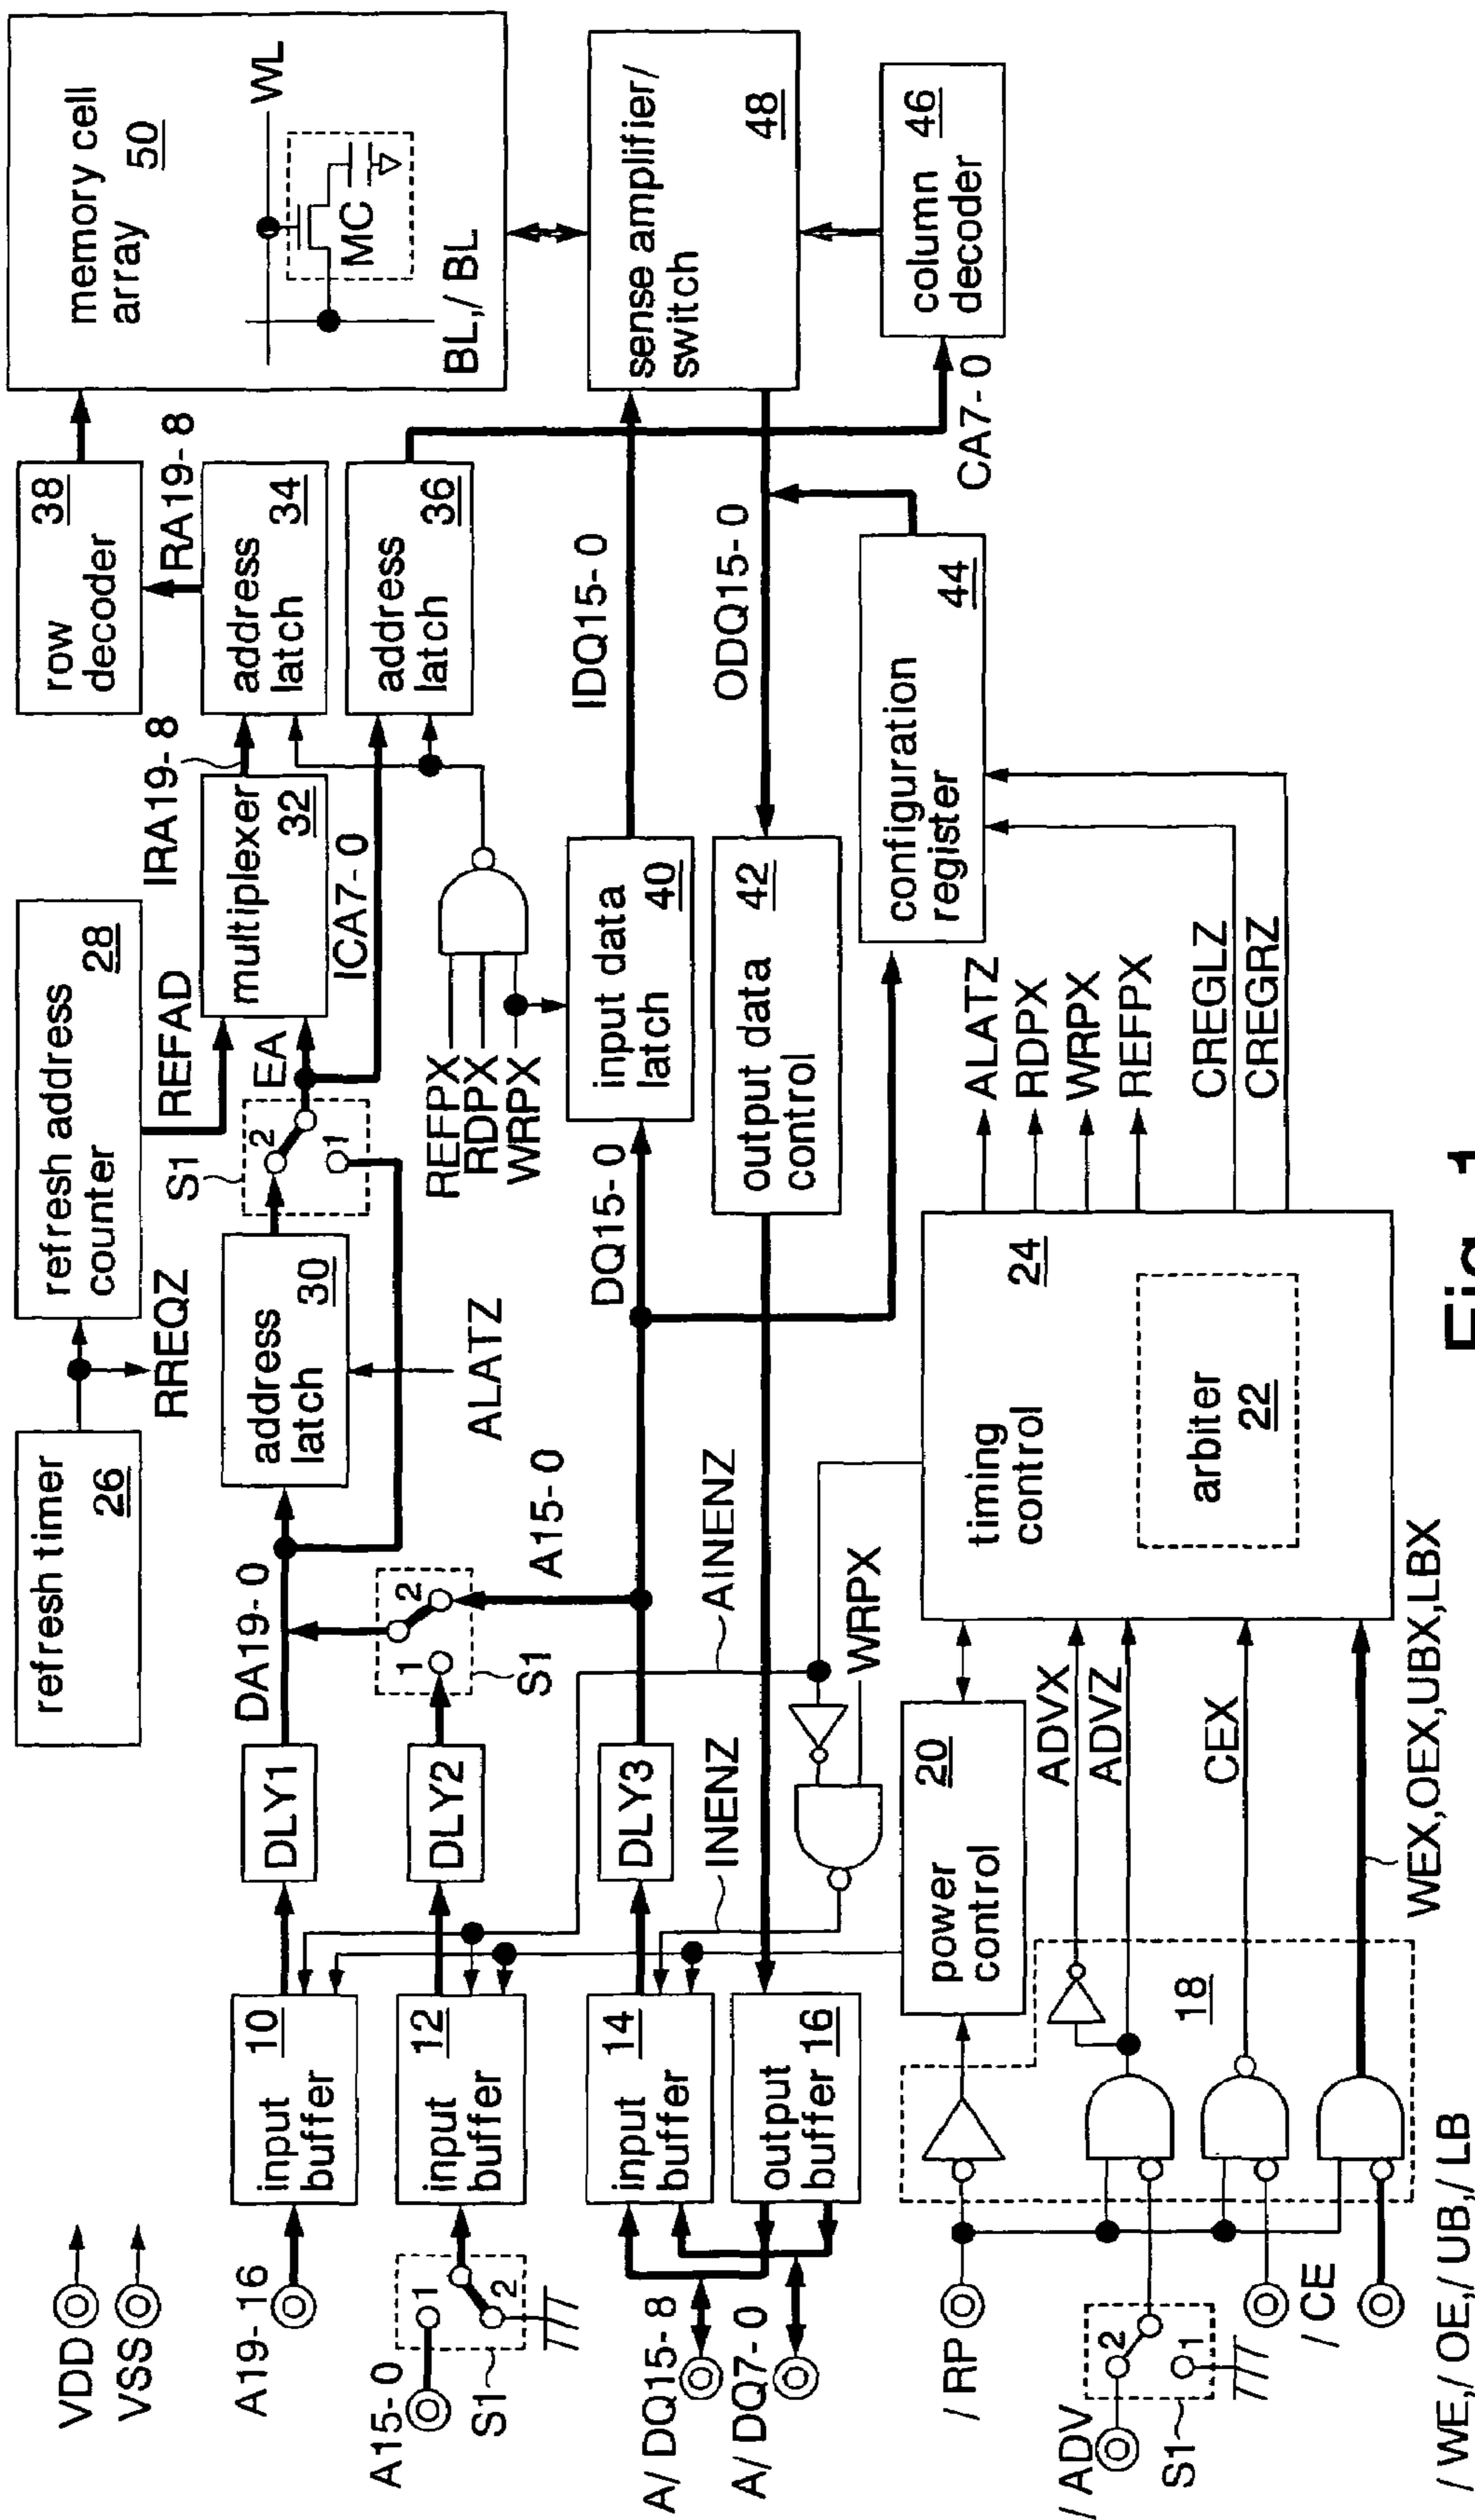 VDD
VSS
A19-16
A15-0
S1
1
2
A/DQ15-8
A/DQ7-0
/RP
/ADV
S1
2
1
/CE
/WE,/OE,/UB,/LB
input
buffer
10
input
buffer
12
input
buffer
14
output
buffer
16
18
DLY1
DLY2
DLY3
INENZ
power
control
20
ADVX
ADVZ
CEX
WEX,OEX,UBX,LBX
refresh timer
26
RREQZ
DA19-0
1
2
S1
A15-0
AINENZ
WRPX
timing
control
24
arbiter
22
refresh address
counter
28
address
latch
30
ALATZ
S1
2
1
REFAD
EA
DQ15-0
REFPX
RDPX
WRPX
input data
latch
40
output data
control
42
ALATZ
RDPX
WRPX
REFPX
CREGLZ
CREGRZ
multiplexer
32
IRA19-8
ICA7-0
configuration
register
44
row
decoder
38
RA19-8
address
latch
34
address
latch
36
IDQ15-0
ODQ15-0
CA7-0
memory cell
array
50
WL
MC
BL,/BL
sense amplifier/
switch
48
column
decoder
46
Fig. 1